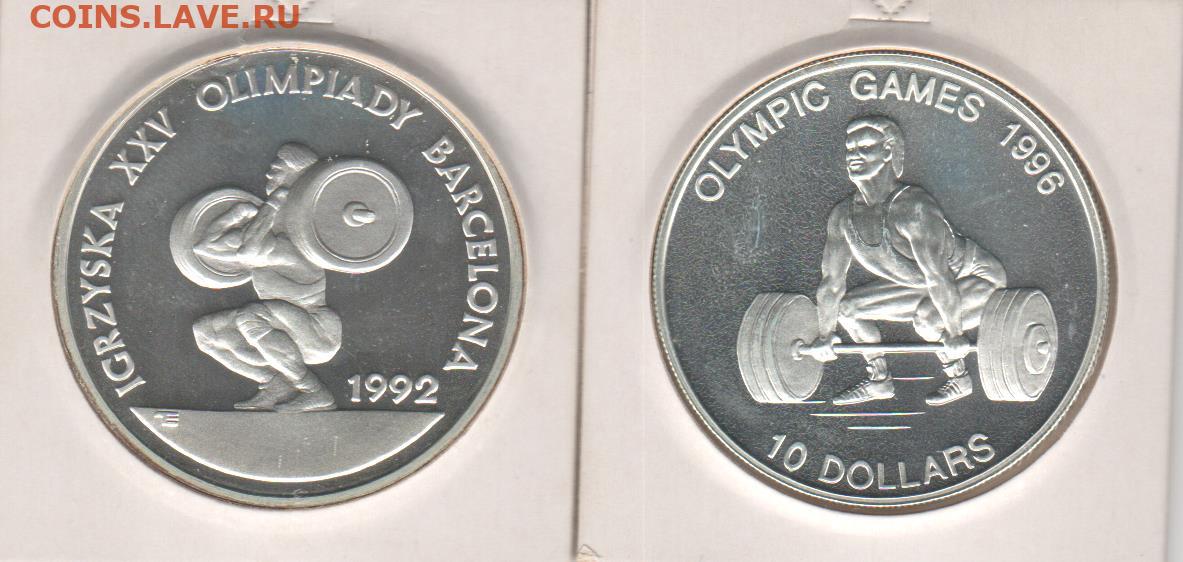 COINS.LAVE.RU
IGRZYSKA XXV OLIMPIADY BARCELONA
1992
OLYMPIC GAMES 1996
10 DOLLARS